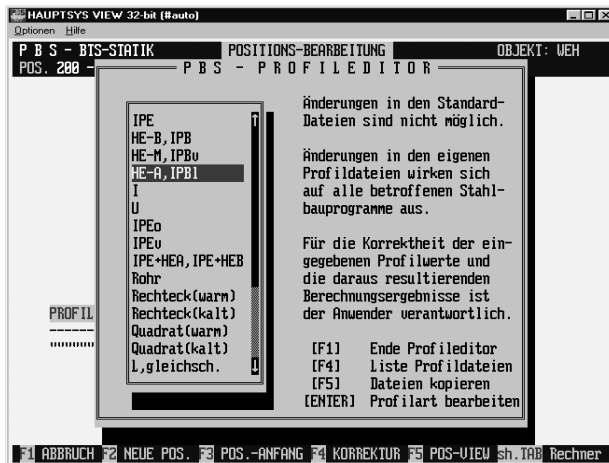 HAUPTSYS VIEW 32-bit (#auto)
Optionen Hilfe
P B S - BTS-STATIK POSITIONS-BEARBEITUNG OBJEKT: WEH
POS. 200 -
P B S - P R O F I L E D I T O R
IPE
HE-B,IPB
HE-M,IPBv
HE-A,IPBl
I
U
IPEo
IPEv
IPE+HEA,IPE+HEB
Rohr
Rechteck(warm)
Rechteck(kalt)
Quadrat(warm)
Quadrat(kalt)
L,gleichsch.
Änderungen in den Standard-
Dateien sind nicht möglich.
Änderungen in den eigenen
Profildateien wirken sich
auf alle betroffenen Stahl-
bauprogramme aus.
Für die Korrektheit der ein-
gegebenen Profilwerte und
die daraus resultierenden
Berechnungsergebnisse ist
der Anwender verantwortlich.
[F1] Ende Profileditor
[F4] Liste Profildateien
[F5] Dateien kopieren
[ENTER] Profilart bearbeiten
PROFIL
F1 ABBRUCH F2 NEUE POS. F3 POS.-ANFANG F4 KORREKTUR F5 POS-VIEW sh.TAB Rechner